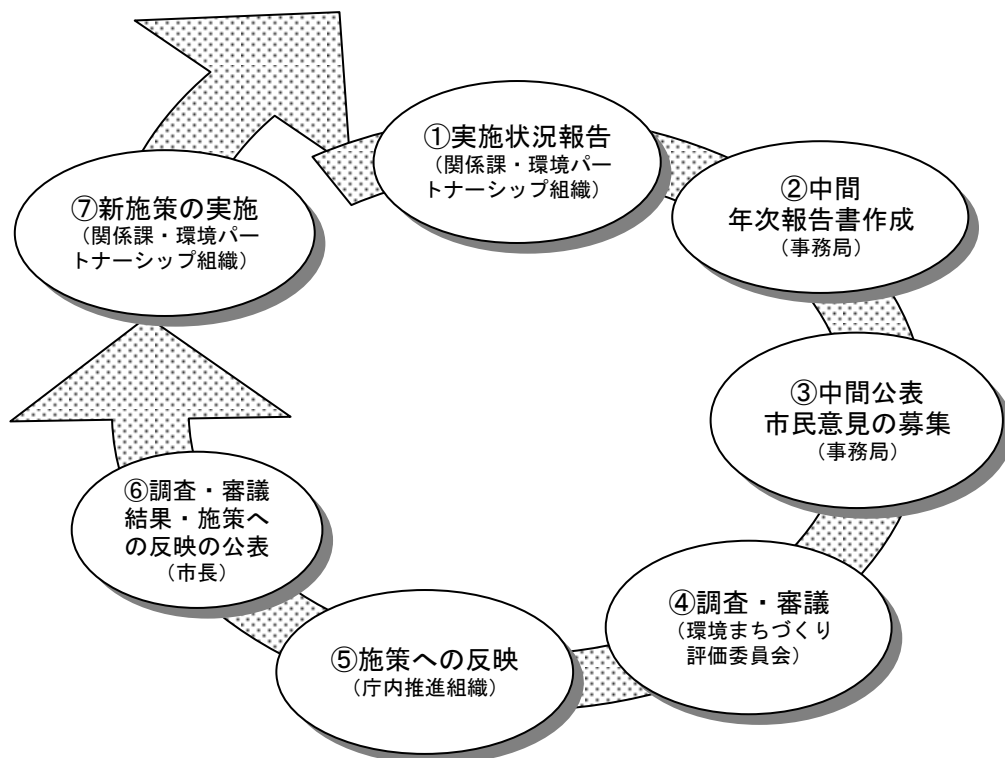 ①実施状況報告
（関係課・環境パー
トナーシップ組織）
②中間
年次報告書作成
（事務局）
③中間公表
市民意見の募集
（事務局）
④調査・審議
（環境まちづくり
評価委員会）
⑤施策への反映
（庁内推進組織）
⑥調査・審議
結果・施策へ
の反映の公表
（市長）
⑦新施策の実施
（関係課・環境パー
トナーシップ組織）